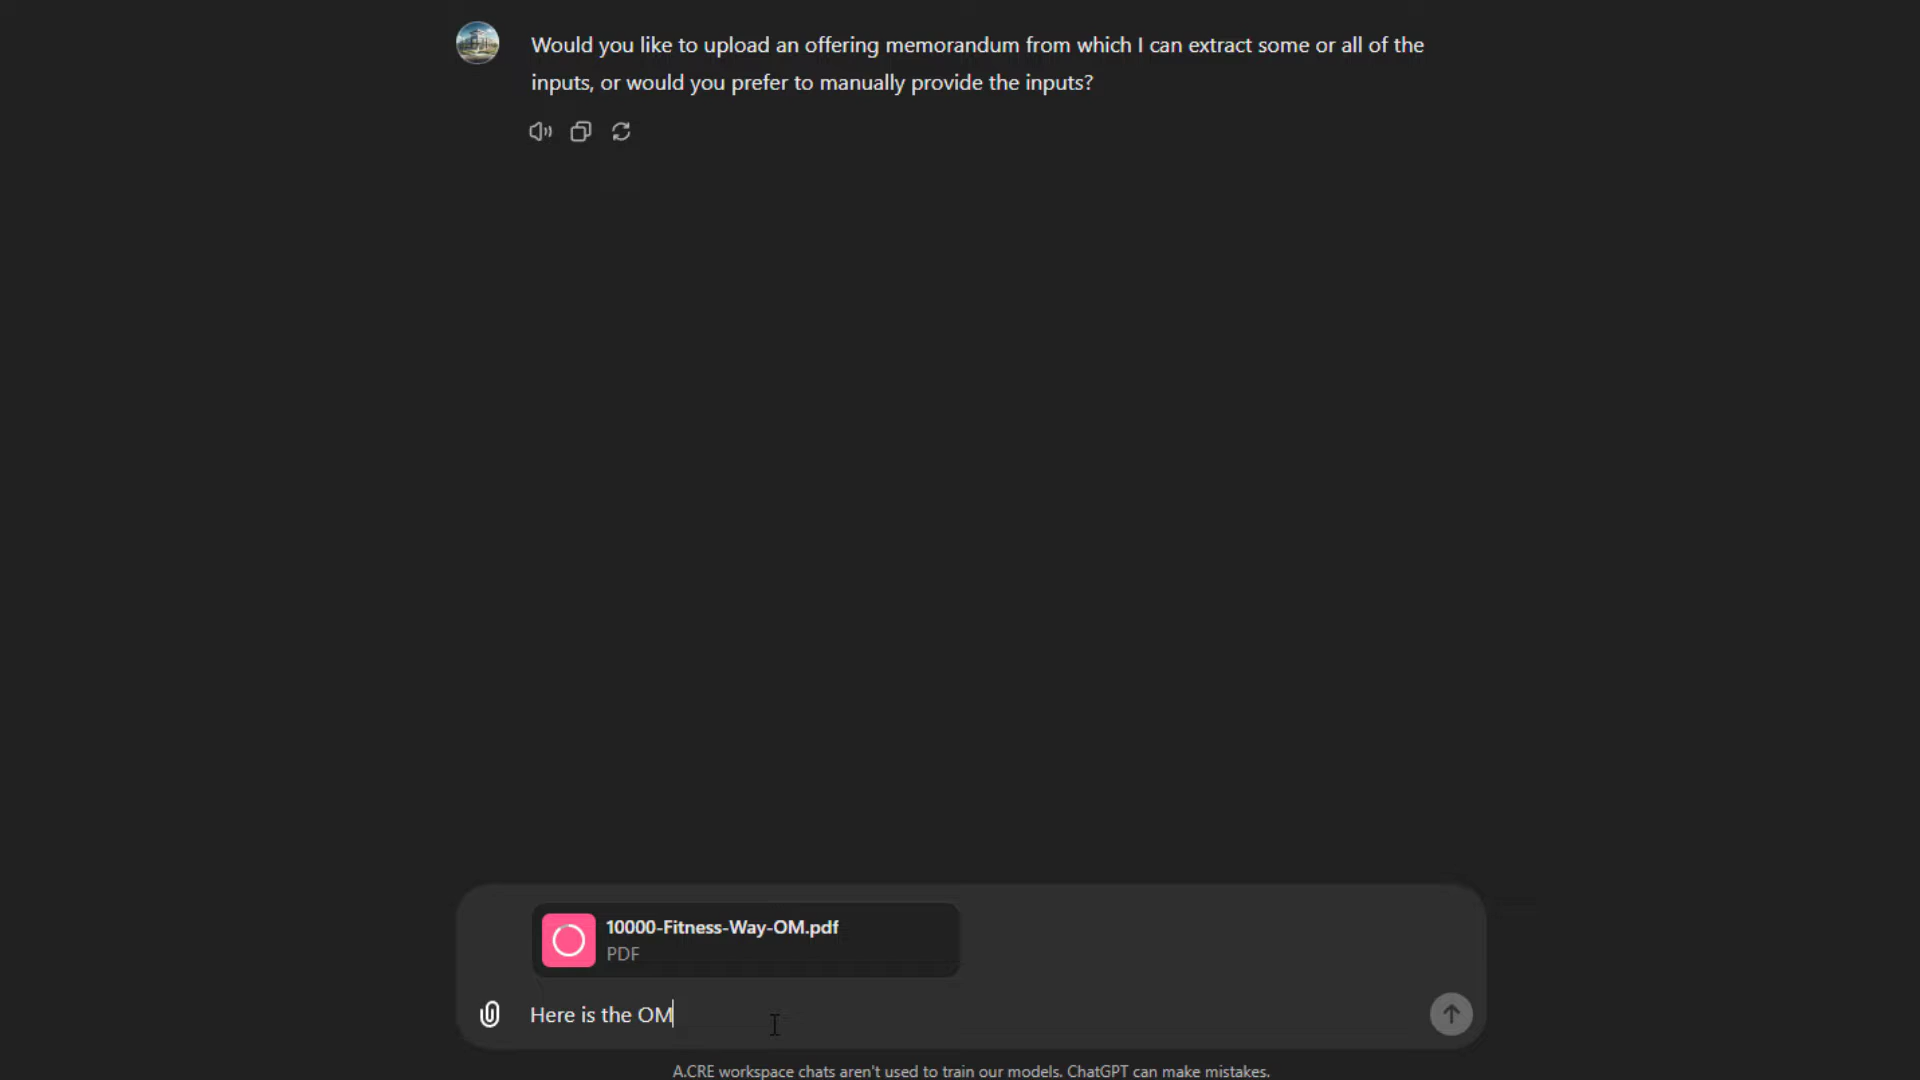 Would you like to upload an offering memorandum from which I can extract some or all of the
inputs, or would you prefer to manually provide the inputs?
10000-Fitness-Way-OM.pdf
PDF
Here is the OM
A.CRE workspace chats aren't used to train our models. ChatGPT can make mistakes.